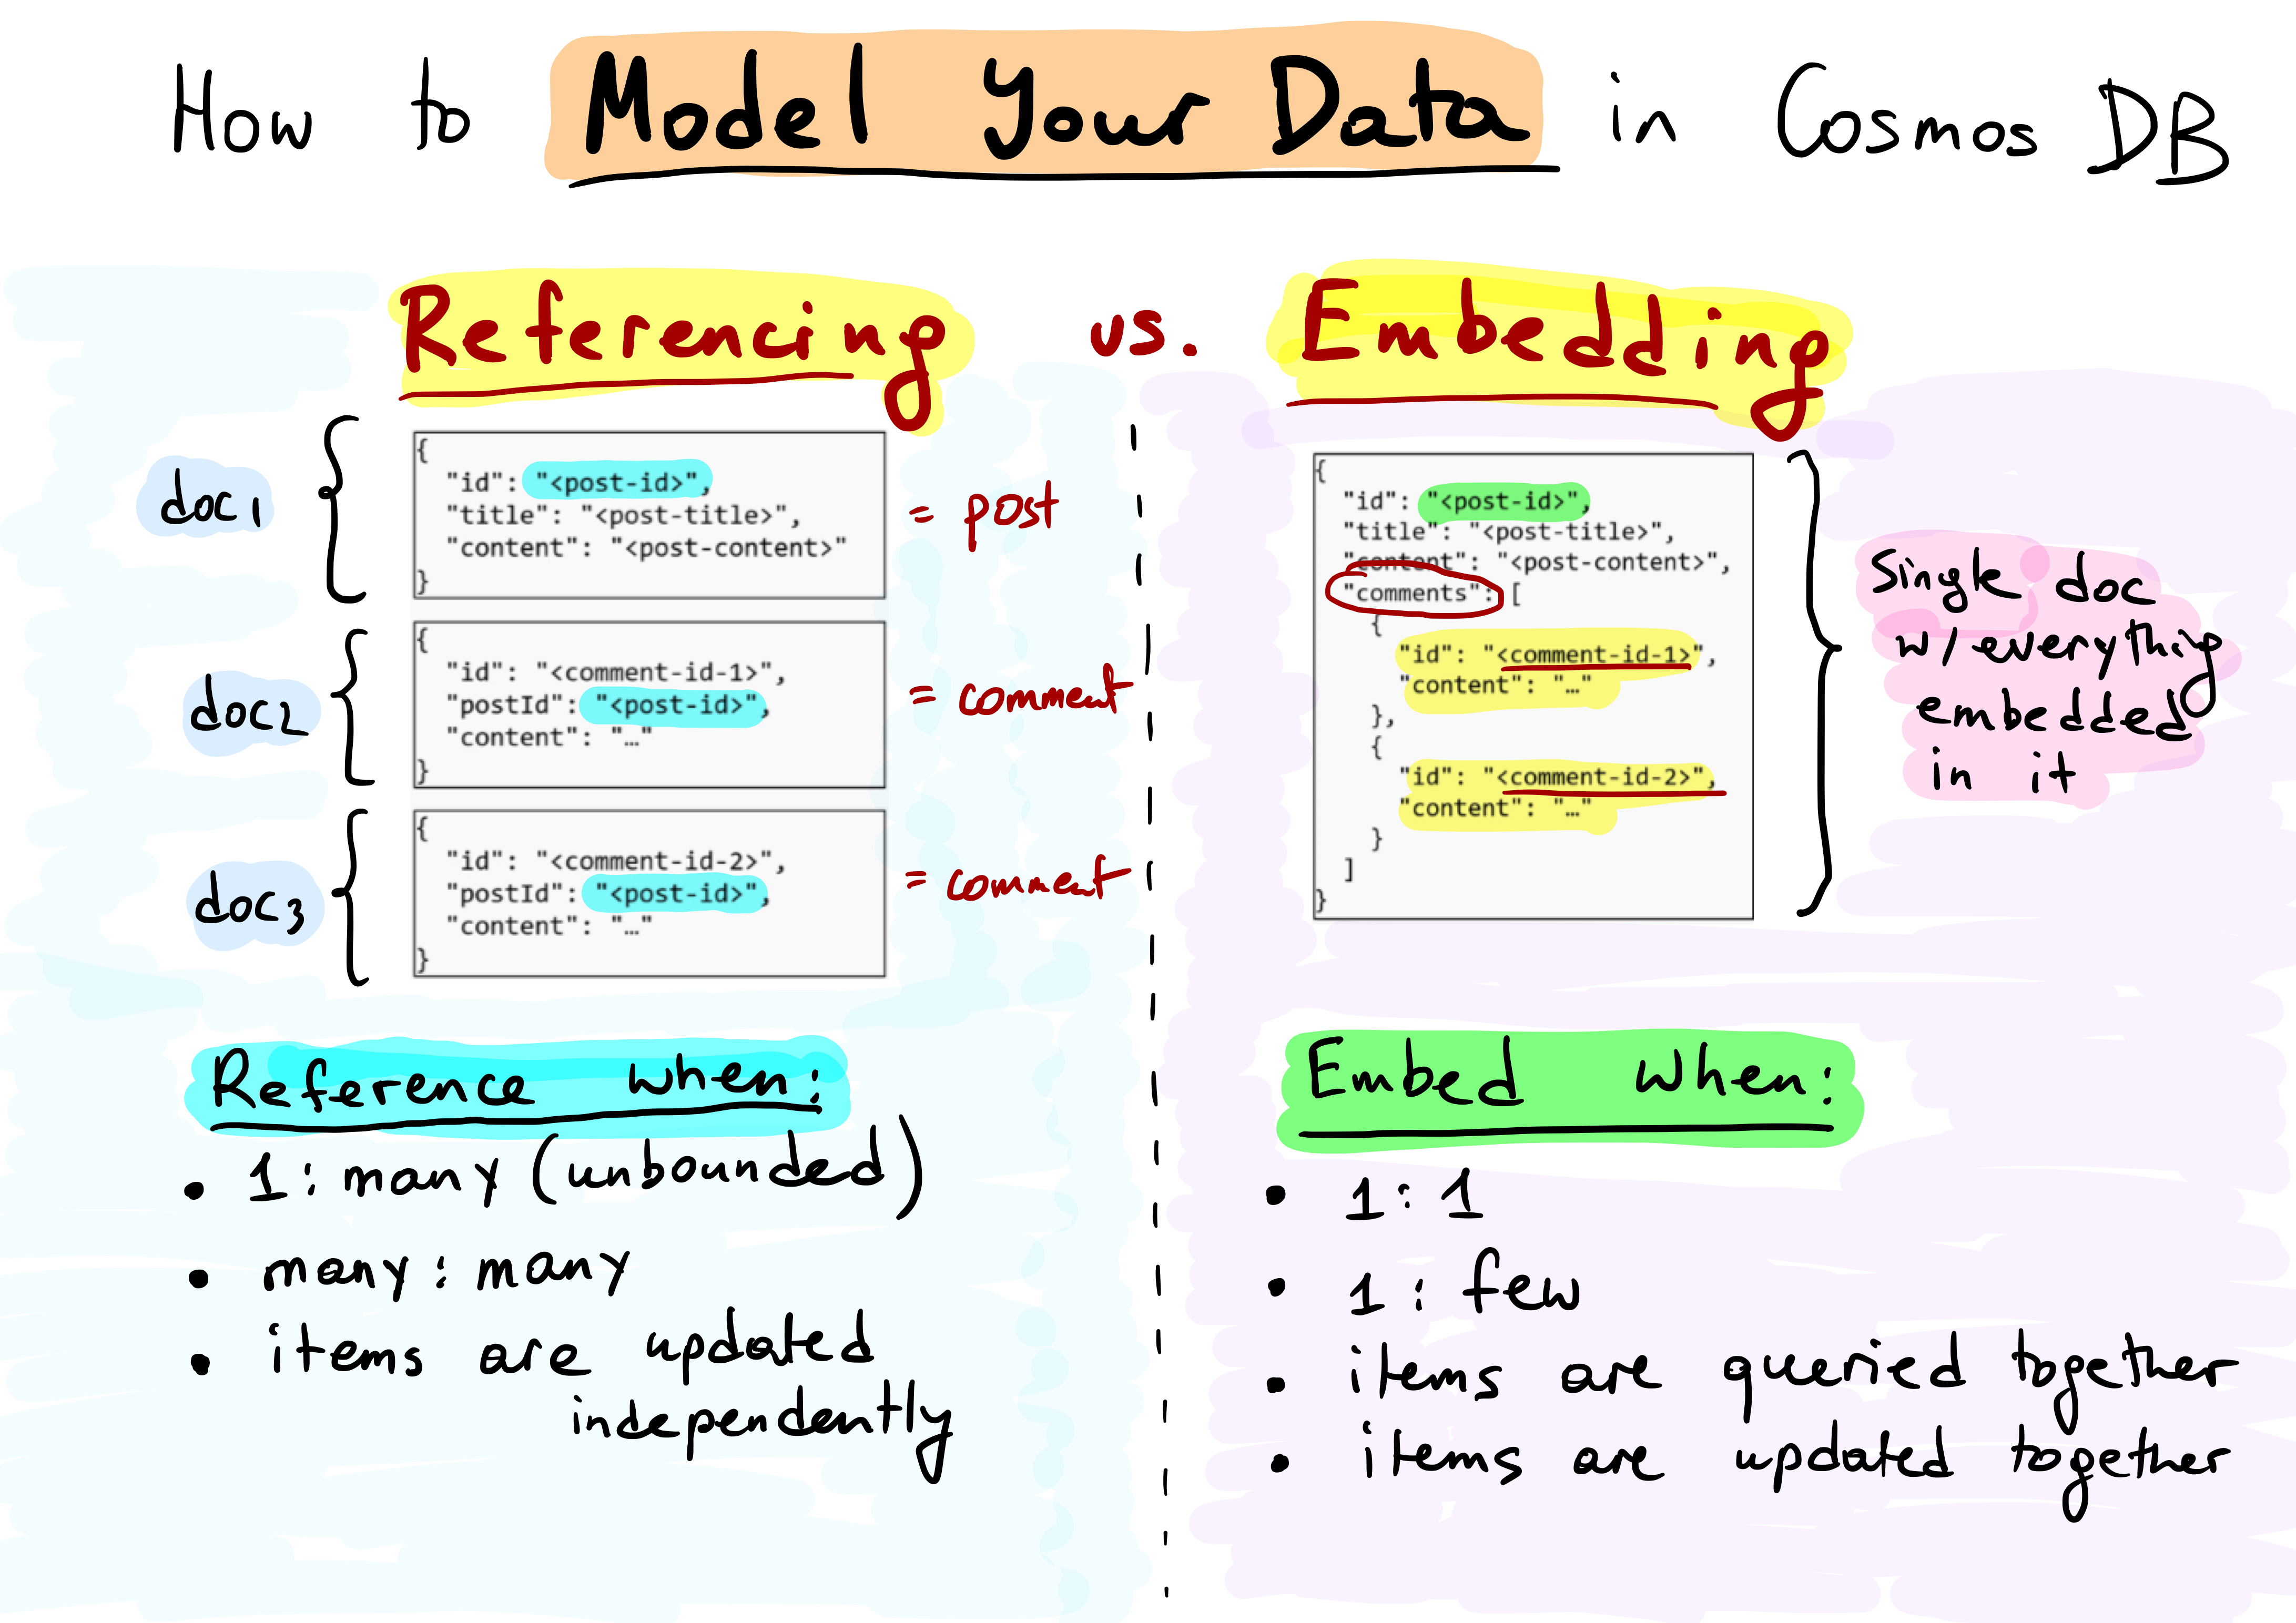 How to Model Your Data in Cosmos DB
Referencing vs. Embedding
doc1
{
"id": "<post-id>",
"title": "<post-title>",
"content": "<post-content>"
}
= post
doc2
{
"id": "<comment-id-1>",
"postId": "<post-id>",
"content": "…"
}
= comment
doc3
{
"id": "<comment-id-2>",
"postId": "<post-id>",
"content": "…"
}
= comment
Reference when:
• 1:many (unbounded)
• many:many
• items are updated
independently
{
"id": "<post-id>",
"title": "<post-title>",
"content": "<post-content>",
"comments": [
{
"id": "<comment-id-1>",
"content": "…"
},
{
"id": "<comment-id-2>",
"content": "…"
}
]
}
Single doc
w/ everything
embedded
in it
Embed when:
• 1:1
• 1:few
• items are queried together
• items are updated together